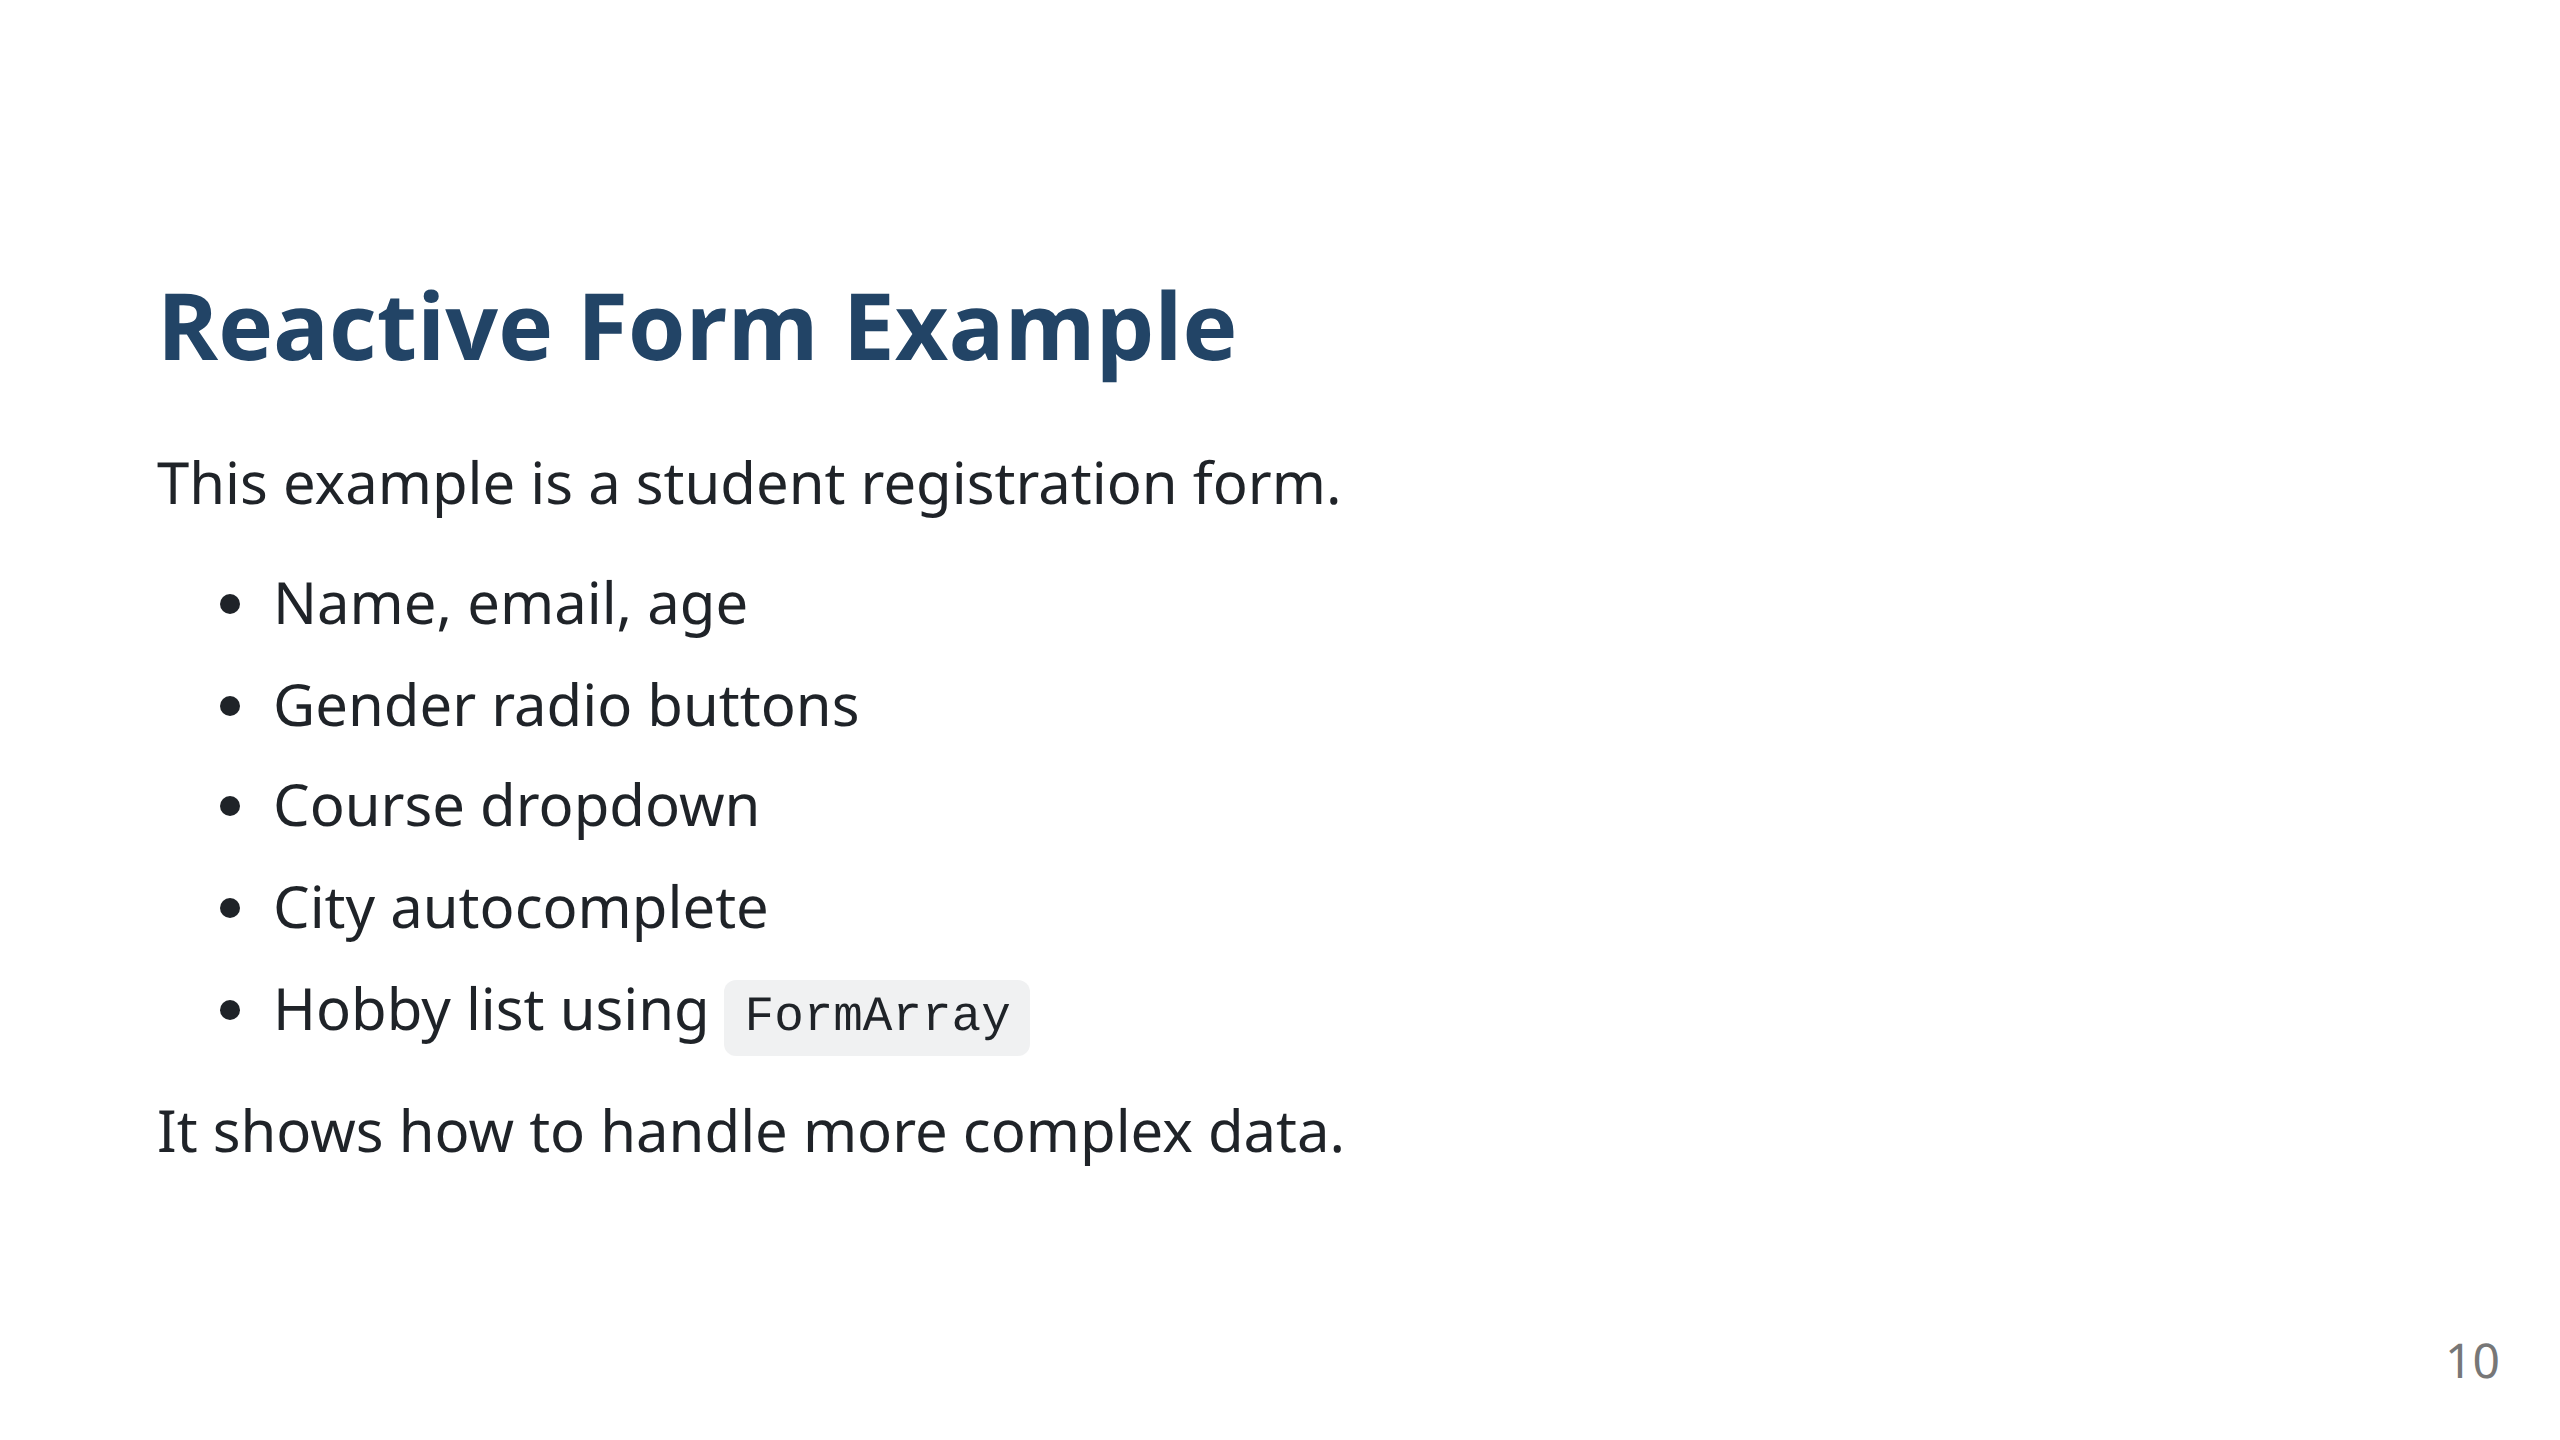 Reactive Form Example
This example is a student registration form.
• Name, email, age
• Gender radio buttons
• Course dropdown
• City autocomplete
• Hobby list using FormArray
It shows how to handle more complex data.
10